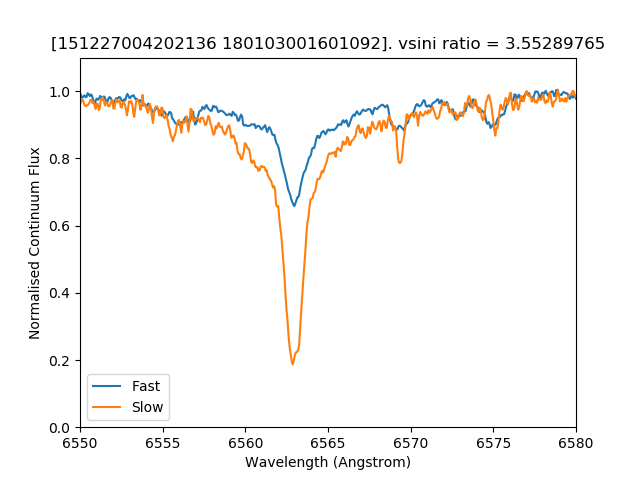 [151227004202136 180103001601092]. vsini ratio = 3.55289765
Normalised Continuum Flux
1.0
0.8
0.6
0.4
0.2
0.0
Fast
Slow
6550 6555 6560 6565 6570 6575 6580
Wavelength (Angstrom)